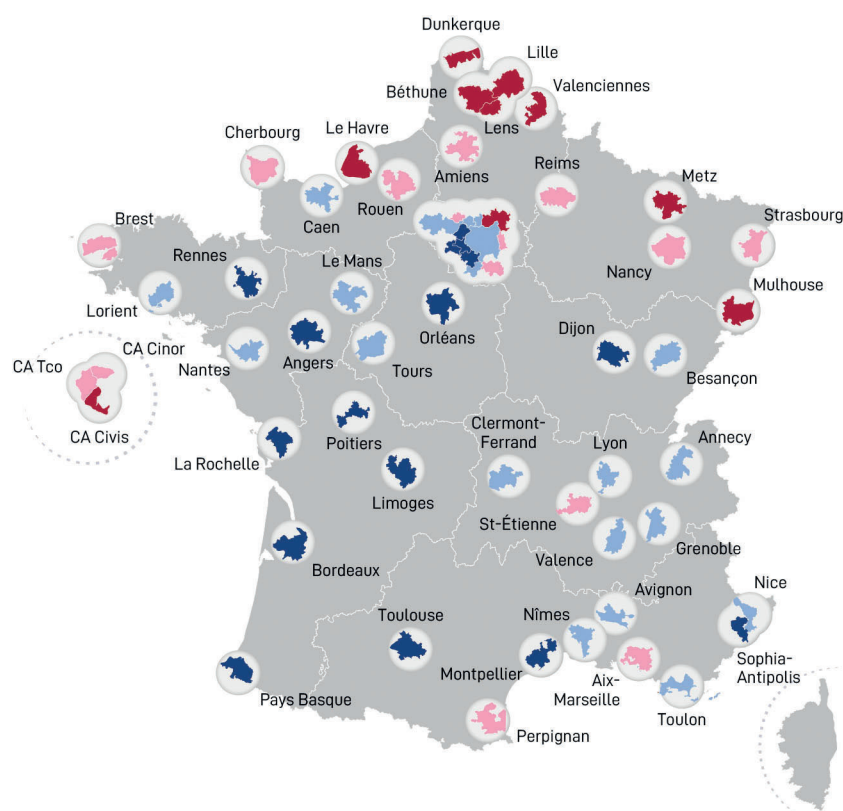 Dunkerque
Lille
Béthune
Valenciennes
Lens
Cherbourg
Le Havre
Amiens
Reims
Metz
Rouen
Caen
Strasbourg
Brest
Rennes
Le Mans
Nancy
Mulhouse
Lorient
Orléans
Dijon
CA Cinor
CA Tco
Nantes
Angers
Tours
Besançon
CA Civis
Clermont-
Ferrand
Lyon
Annecy
Poitiers
La Rochelle
Limoges
St-Étienne
Grenoble
Valence
Bordeaux
Avignon
Nice
Toulouse
Nîmes
Montpellier
Sophia-
Antipolis
Aix-
Marseille
Pays Basque
Toulon
Perpignan